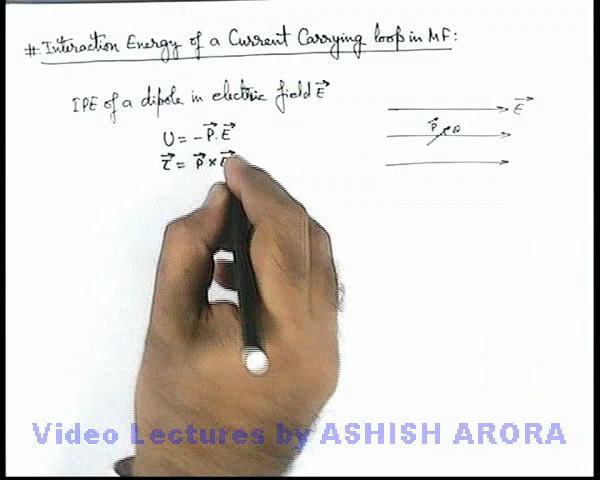 # Interaction Energy of a Current Carrying loop in MF:
IPE of a dipole in electric field E⃗
U = -P⃗.E⃗
τ⃗ = P⃗ × E⃗
E⃗
P⃗ θ
Video Lectures by ASHISH ARORA